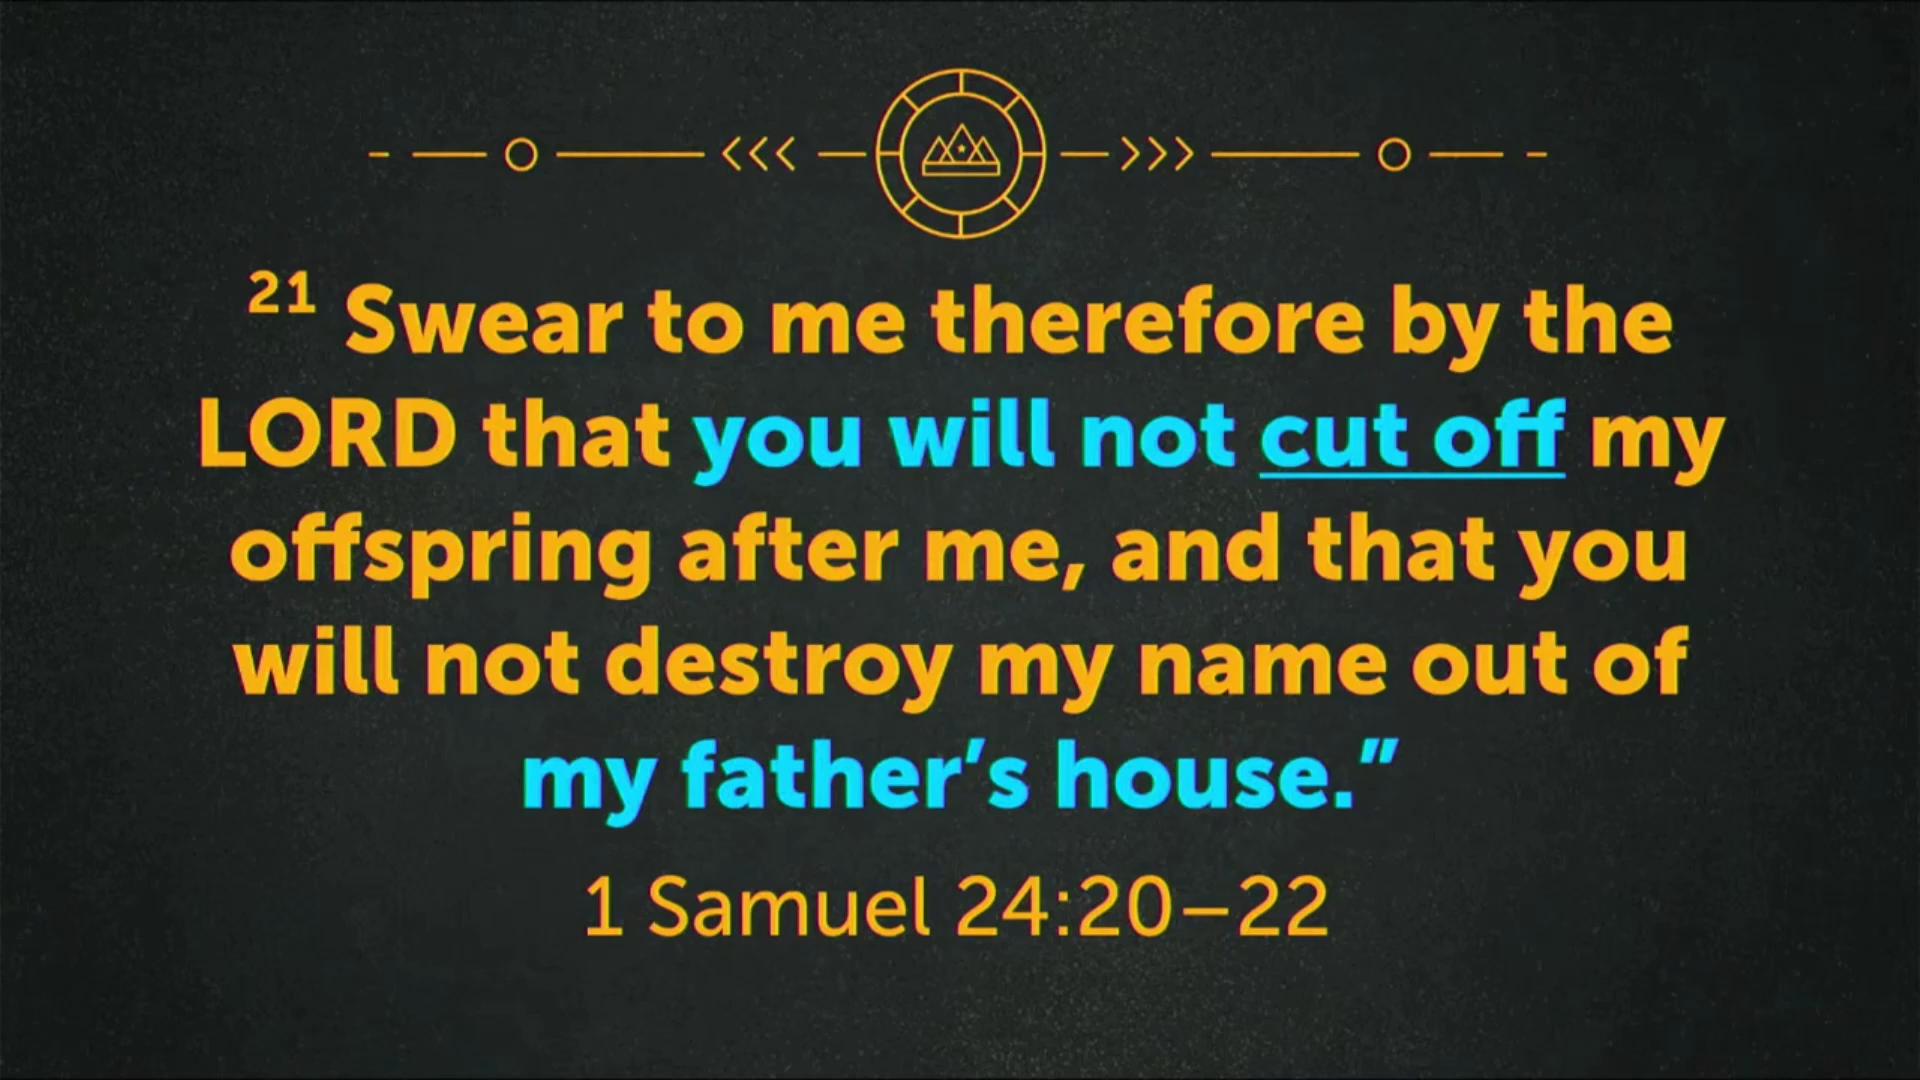 21 Swear to me therefore by the
LORD that you will not cut off my
offspring after me, and that you
will not destroy my name out of
my father’s house.”
1 Samuel 24:20–22